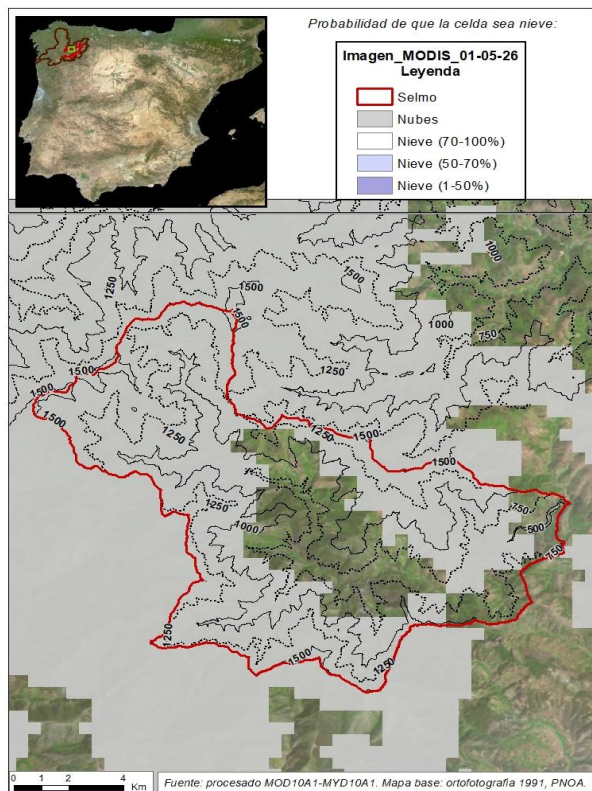 Probabilidad de que la celda sea nieve:
Imagen_MODIS_01-05-26
Leyenda
Selmo
Nubes
Nieve (70-100%)
Nieve (50-70%)
Nieve (1-50%)
1000
1250
1500
1500
1500
1000
750
1250
1500
1500
1500
1250
1250
1500
1500
1250
1000
750
500
750
1250
1500
1250
0 1 2 4
Km
Fuente: procesado MOD10A1-MYD10A1. Mapa base: ortofotografía 1991, PNOA.